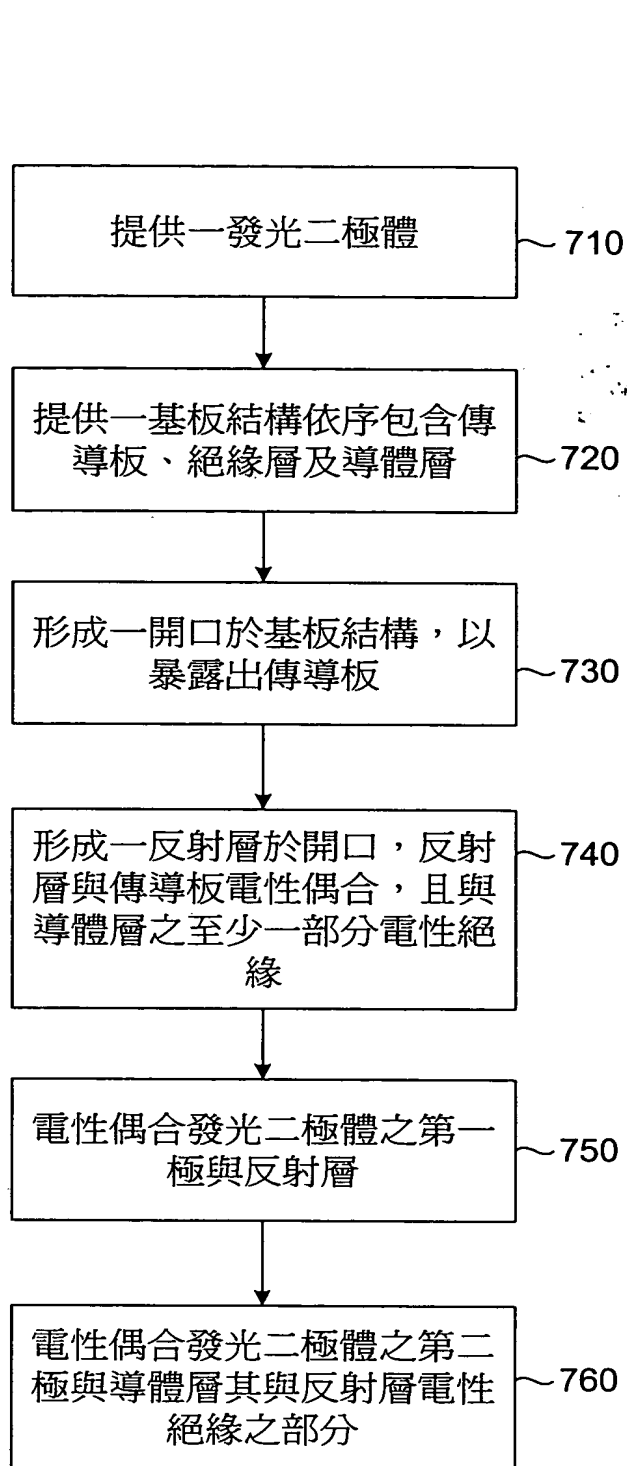 提供一發光二極體
710
提供一基板結構依序包含傳
導板、絕緣層及導體層
720
形成一開口於基板結構，以
暴露出傳導板
730
形成一反射層於開口，反射
層與傳導板電性偶合，且與
導體層之至少一部分電性絕
緣
740
電性偶合發光二極體之第一
極與反射層
750
電性偶合發光二極體之第二
極與導體層其與反射層電性
絕緣之部分
760